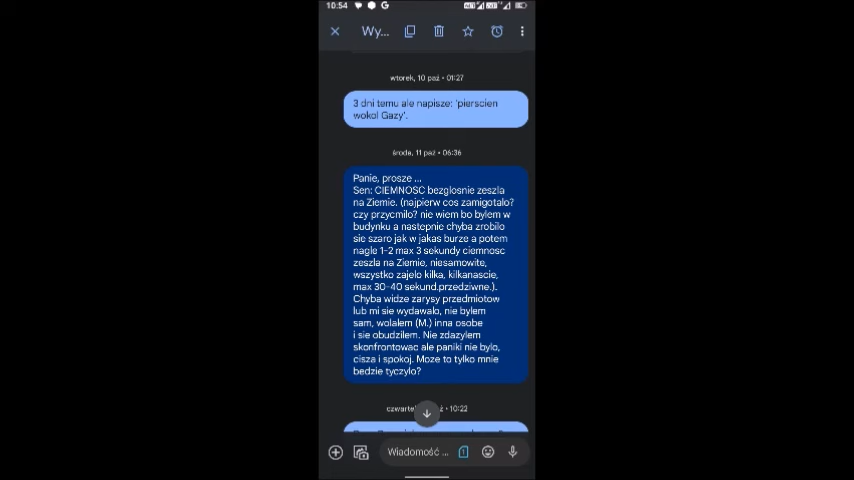 10:54
Wy...
wtorek, 10 paź • 01:27
3 dni temu ale napisze: 'pierscien
wokol Gazy'.
środa, 11 paź • 06:36
Panie, prosze ...
Sen: CIEMNOSC bezglosnie zeszla
na Ziemie. (najpierw cos zamigotalo?
czy przycmilo? nie wiem bo bylem w
budynku a nastepnie chyba zrobilo
sie szaro jak w jakas burze a potem
nagle 1-2 max 3 sekundy ciemnosc
zeszla na Ziemie, niesamowite,
wszystko zajelo kilka, kilkanascie,
max 30-40 sekund.przedziwne.).
Chyba widze zarysy przedmiotow
lub mi sie wydawalo, nie bylem
sam, wolalem (M.) inna osobe
i sie obudzilem. Nie zdazylem
skonfrontowac ale paniki nie bylo,
cisza i spokoj. Moze to tylko mnie
bedzie tyczylo?
czwartek • 10:22
Wiadomość ...